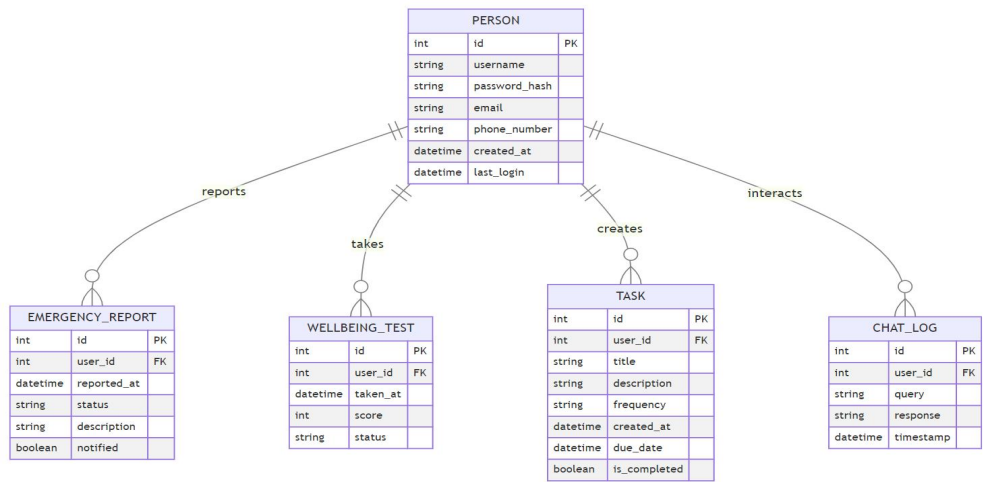 PERSON
int id PK
string username
string password_hash
string email
string phone_number
datetime created_at
datetime last_login
reports
takes
creates
interacts
EMERGENCY_REPORT
int id PK
int user_id FK
datetime reported_at
string status
string description
boolean notified
WELLBEING_TEST
int id PK
int user_id FK
datetime taken_at
int score
string status
TASK
int id PK
int user_id FK
string title
string description
string frequency
datetime created_at
datetime due_date
boolean is_completed
CHAT_LOG
int id PK
int user_id FK
string query
string response
datetime timestamp